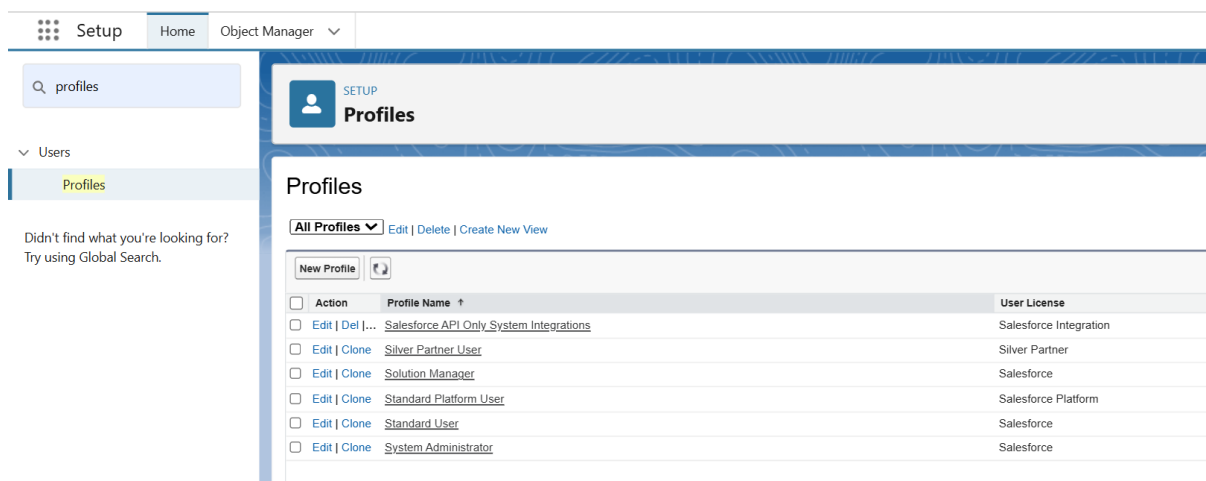 Setup Home Object Manager
profiles
SETUP
Profiles
Users
Profiles
Didn't find what you're looking for?
Try using Global Search.
Profiles
All Profiles Edit | Delete | Create New View
New Profile
Action Profile Name ↑ User License
Edit | Del |... Salesforce API Only System Integrations Salesforce Integration
Edit | Clone Silver Partner User Silver Partner
Edit | Clone Solution Manager Salesforce
Edit | Clone Standard Platform User Salesforce Platform
Edit | Clone Standard User Salesforce
Edit | Clone System Administrator Salesforce